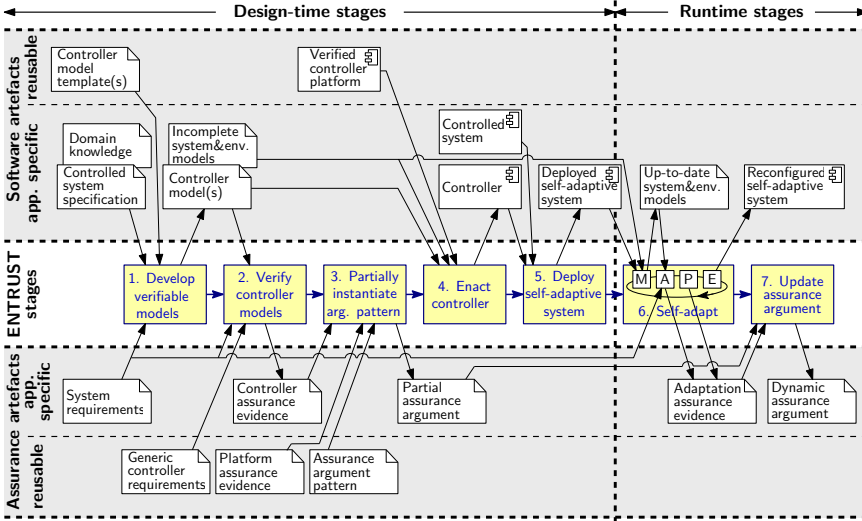 Design-time stages
Runtime stages
Software artefacts
reusable
app. specific
Controller
model
template(s)
Verified
controller
platform
Domain
knowledge
Incomplete
system&env.
models
Controlled
system
Controlled
system
specification
Controller
model(s)
Controller
Deployed
self-adaptive
system
Up-to-date
system&env.
models
Reconfigured
self-adaptive
system
ENTRUST
stages
1. Develop
verifiable
models
2. Verify
controller
models
3. Partially
instantiate
arg. pattern
4. Enact
controller
5. Deploy
self-adaptive
system
M A P E
6. Self-adapt
7. Update
assurance
argument
Assurance artefacts
app.
specific
reusable
System
requirements
Controller
assurance
evidence
Partial
assurance
argument
Adaptation
assurance
evidence
Dynamic
assurance
argument
Generic
controller
requirements
Platform
assurance
evidence
Assurance
argument
pattern